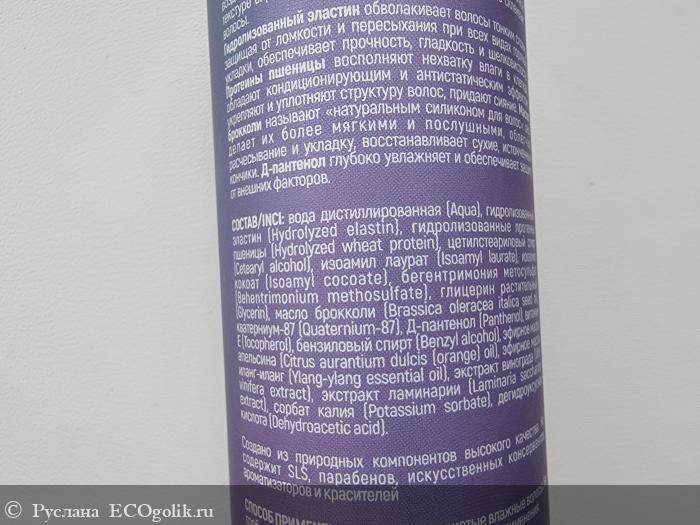 текстуре
волосы.
Гидролизованный эластин обволакивает волосы тонким
защищая от ломкости и пересыхания при всех видах
укладки, обеспечивает прочность, гладкость и
Протеины пшеницы восполняют нехватку влаги в
обладают кондиционирующим и антистатическим
укрепляют и уплотняют структуру волос, придают сияние.
брокколи называют «натуральным силиконом для волос»
делает их более мягкими и послушными,
расчесывание и укладку, восстанавливает сухие,
кончики. Д-пантенол глубоко увлажняет и обеспечивает
от внешних факторов.
СОСТАВ/INCI: вода дистиллированная (Aqua), гидролизованный
эластин (Hydrolyzed elastin), гидролизованные
пшеницы (Hydrolyzed wheat protein), цетилстеариловый
(Cetearyl alcohol), изоамил лаурат (Isoamyl laurate),
кокоат (Isoamyl cocoate), бегентримония
(Behentrimonium methosulfate), глицерин
(Glycerin), масло брокколи (Brassica oleracea italica seed
кватерниум-87 (Quaternium-87), Д-пантенол (Panthenol),
Е (Tocopherol), бензиловый спирт (Benzyl alcohol), эфирное
апельсина (Citrus aurantium dulcis (orange) oil), эфирное
иланг-иланг (Ylang-ylang essential oil), экстракт винограда
vinifera extract), экстракт ламинарии (Laminaria
extract), сорбат калия (Potassium sorbate),
кислота (Dehydroacetic acid).
Создано из природных компонентов высокого качества.
содержит SLS, парабенов, искусственных
ароматизаторов и красителей
СПОСОБ
влажные
© Руслана ECOgolik.ru